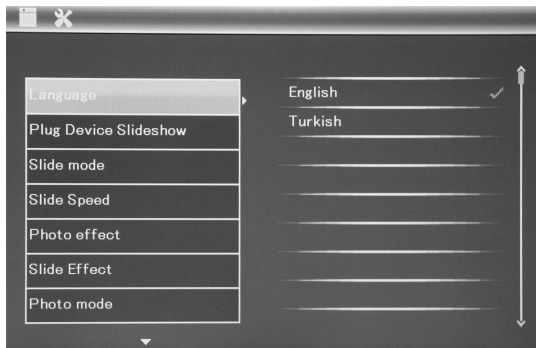 Language
Plug Device Slideshow
Slide mode
Slide Speed
Photo effect
Slide Effect
Photo mode
English
Turkish